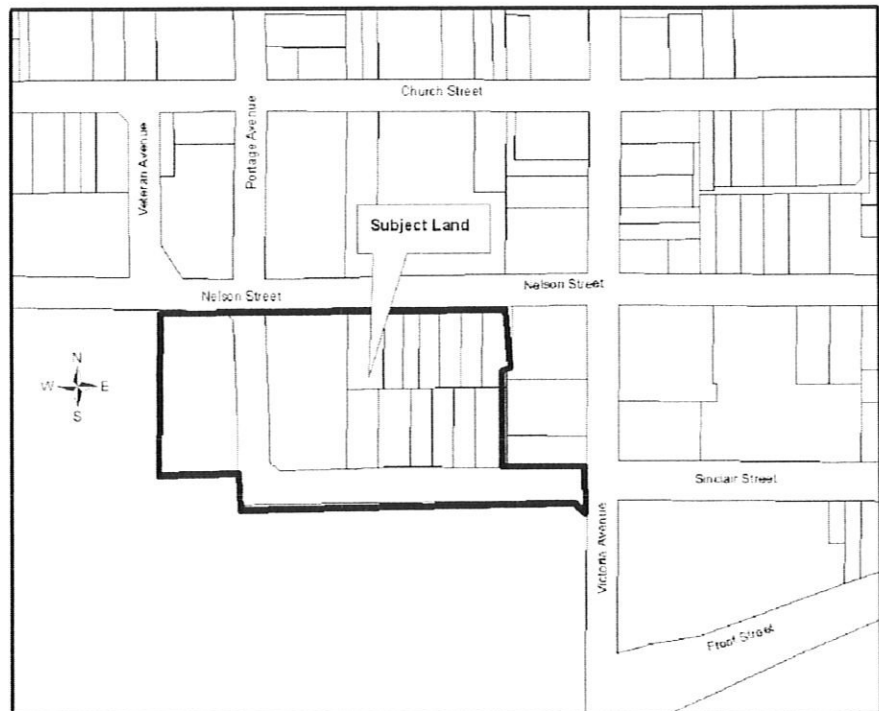 Church Street
Veteran Avenue
Portage Avenue
Subject Land
Nelson Street
Nelson Street
N
W E
S
Sinclair Street
Victoria Avenue
Front Street